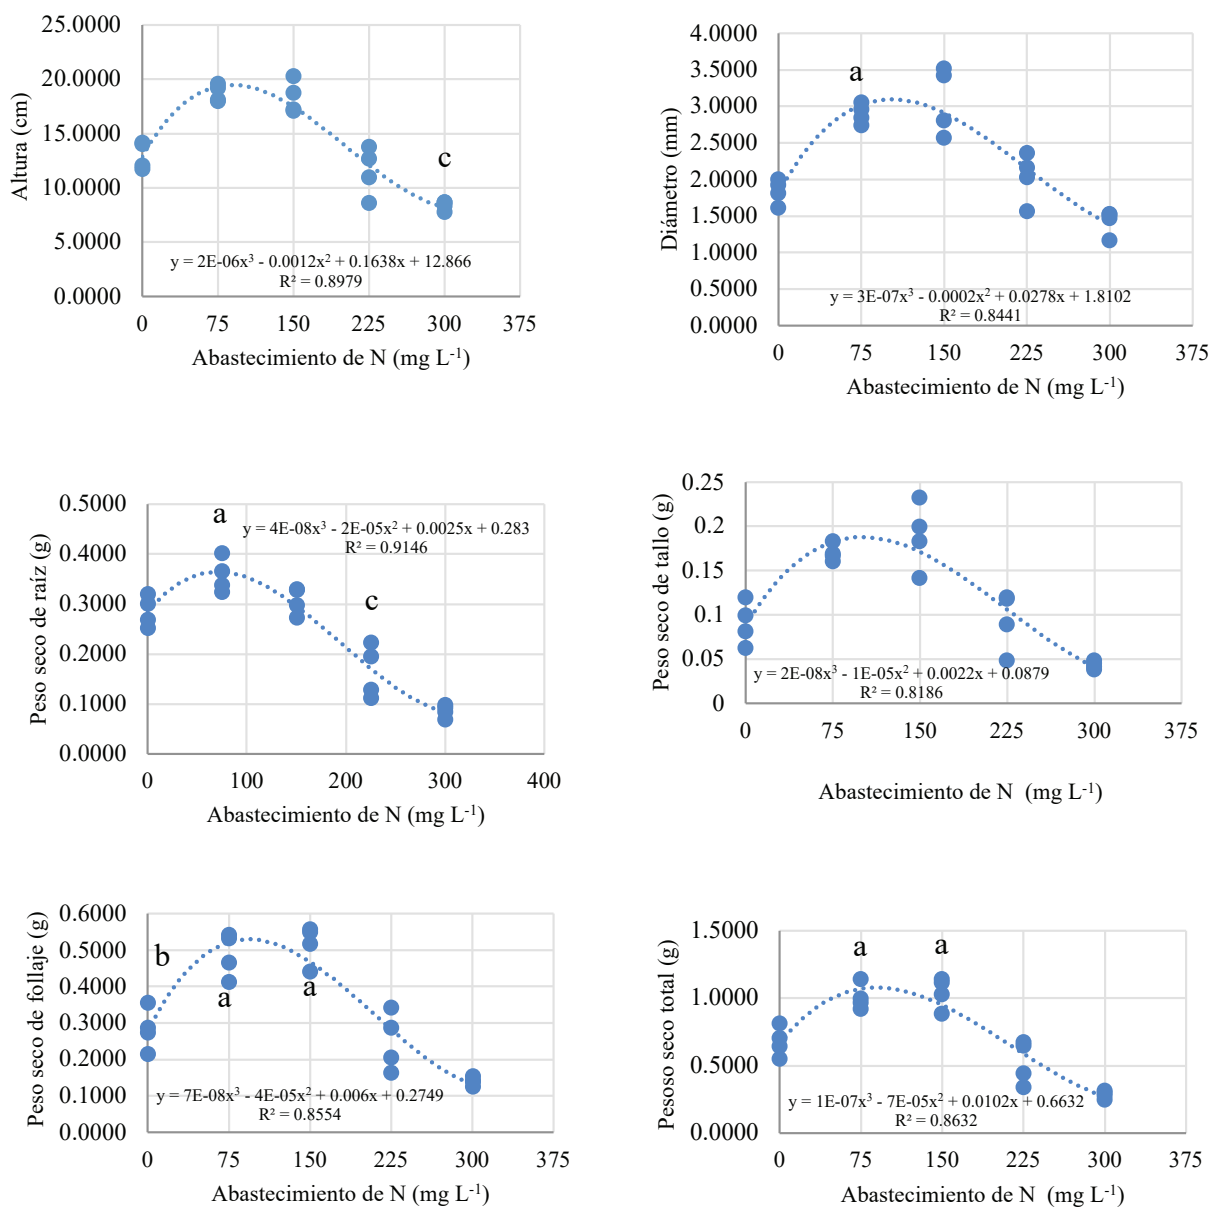 25.0000
20.0000
15.0000
10.0000
5.0000
0.0000
Altura (cm)
c
y = 2E-06x³ - 0.0012x² + 0.1638x + 12.866
R² = 0.8979
0 75 150 225 300 375
Abastecimiento de N (mg L⁻¹)
4.0000
3.5000
3.0000
2.5000
2.0000
1.5000
1.0000
0.5000
0.0000
Diámetro (mm)
a
y = 3E-07x³ - 0.0002x² + 0.0278x + 1.8102
R² = 0.8441
0 75 150 225 300 375
Abastecimiento de N (mg L⁻¹)
0.5000
0.4000
0.3000
0.2000
0.1000
0.0000
Peso seco de raíz (g)
a
y = 4E-08x³ - 2E-05x² + 0.0025x + 0.283
R² = 0.9146
c
0 100 200 300 400
Abastecimiento de N (mg L⁻¹)
0.25
0.2
0.15
0.1
0.05
0
Peso seco de tallo (g)
y = 2E-08x³ - 1E-05x² + 0.0022x + 0.0879
R² = 0.8186
0 75 150 225 300 375
Abastecimiento de N (mg L⁻¹)
0.6000
0.5000
0.4000
0.3000
0.2000
0.1000
0.0000
Peso seco de follaje (g)
b
a
a
y = 7E-08x³ - 4E-05x² + 0.006x + 0.2749
R² = 0.8554
0 75 150 225 300 375
Abastecimiento de N (mg L⁻¹)
1.5000
1.0000
0.5000
0.0000
Pesoso seco total (g)
a a
y = 1E-07x³ - 7E-05x² + 0.0102x + 0.6632
R² = 0.8632
0 75 150 225 300 375
Abastecimiento de N (mg L⁻¹)